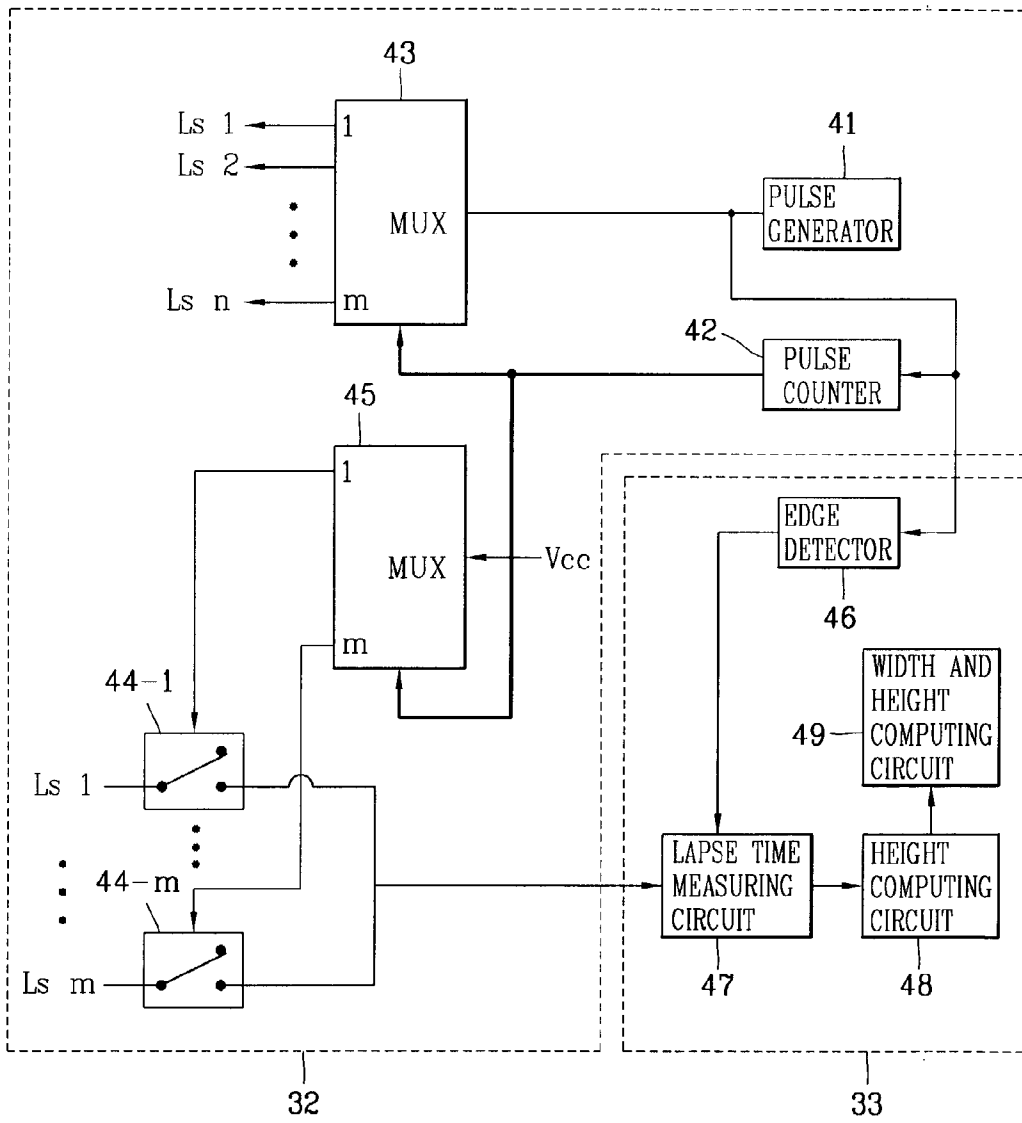 43
Ls 1
1
Ls 2
MUX
Ls n
m
41
PULSE
GENERATOR
42
PULSE
COUNTER
45
1
MUX
Vcc
m
EDGE
DETECTOR
46
44-1
Ls 1
44-m
Ls m
WIDTH AND
HEIGHT
COMPUTING
CIRCUIT
49
LAPSE TIME
MEASURING
CIRCUIT
47
HEIGHT
COMPUTING
CIRCUIT
48
32
33